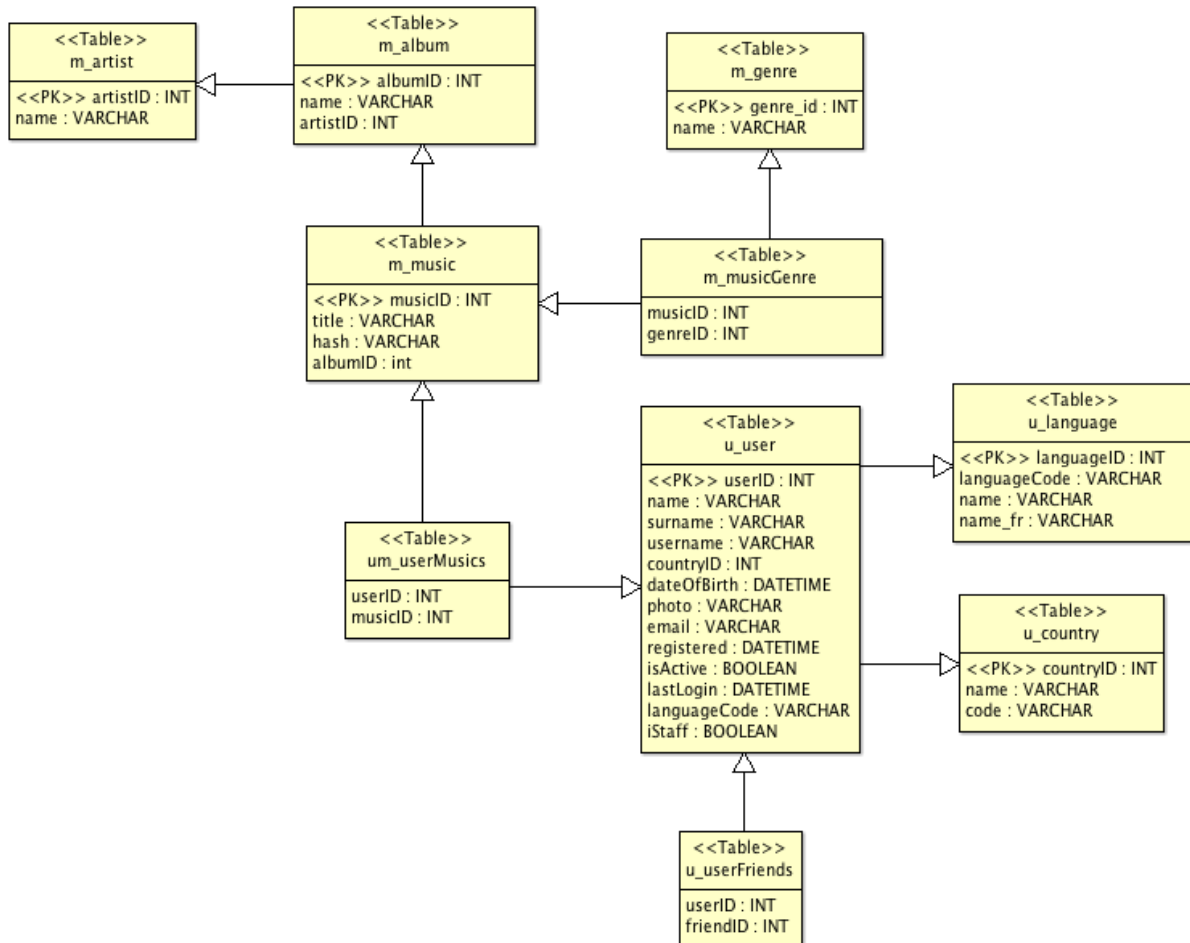 <<Table>>
m_artist
<<PK>> artistID : INT
name : VARCHAR
<<Table>>
m_album
<<PK>> albumID : INT
name : VARCHAR
artistID : INT
<<Table>>
m_genre
<<PK>> genre_id : INT
name : VARCHAR
<<Table>>
m_music
<<PK>> musicID : INT
title : VARCHAR
hash : VARCHAR
albumID : int
<<Table>>
m_musicGenre
musicID : INT
genreID : INT
<<Table>>
um_userMusics
userID : INT
musicID : INT
<<Table>>
u_user
<<PK>> userID : INT
name : VARCHAR
surname : VARCHAR
username : VARCHAR
countryID : INT
dateOfBirth : DATETIME
photo : VARCHAR
email : VARCHAR
registered : DATETIME
isActive : BOOLEAN
lastLogin : DATETIME
languageCode : VARCHAR
iStaff : BOOLEAN
<<Table>>
u_language
<<PK>> languageID : INT
languageCode : VARCHAR
name : VARCHAR
name_fr : VARCHAR
<<Table>>
u_country
<<PK>> countryID : INT
name : VARCHAR
code : VARCHAR
<<Table>>
u_userFriends
userID : INT
friendID : INT